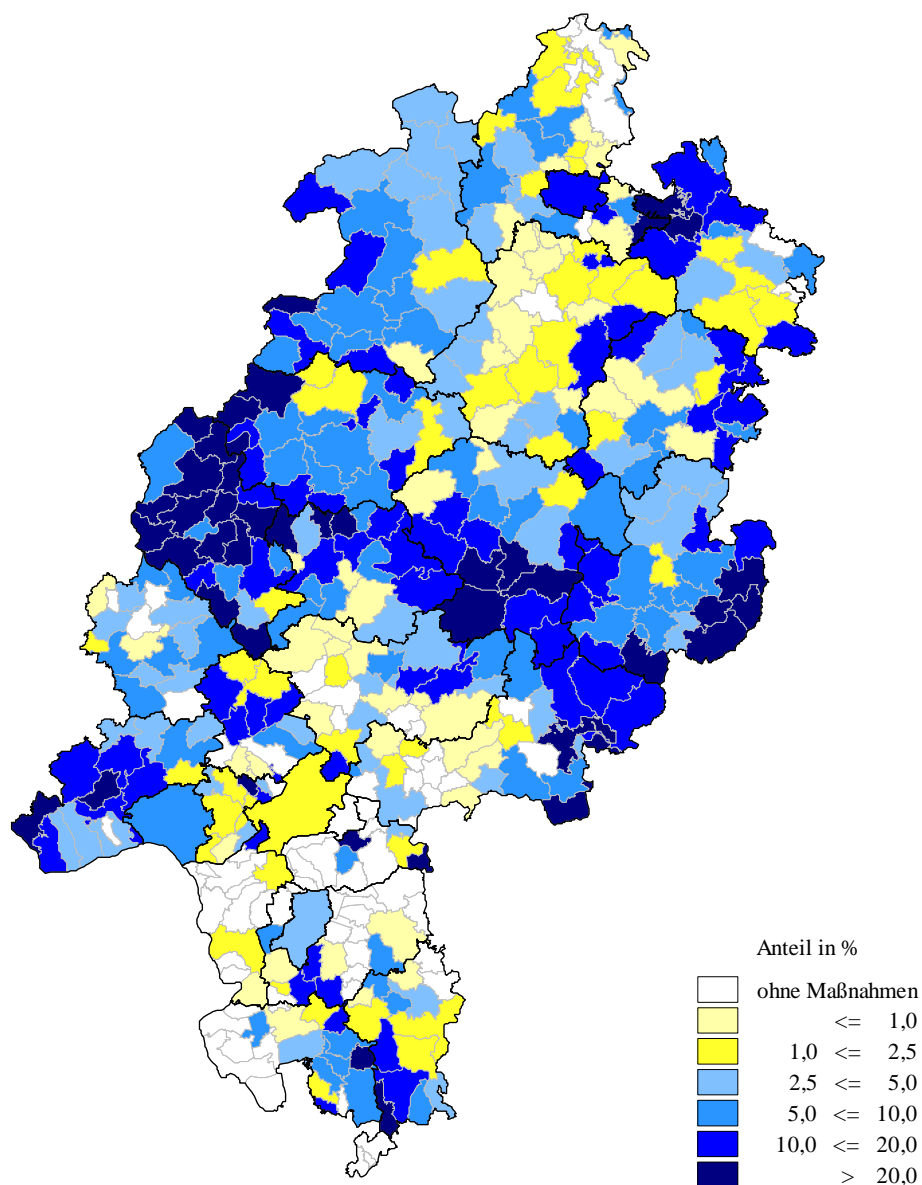 Anteil in %
ohne Maßnahmen
<= 1,0
1,0 <= 2,5
2,5 <= 5,0
5,0 <= 10,0
10,0 <= 20,0
> 20,0